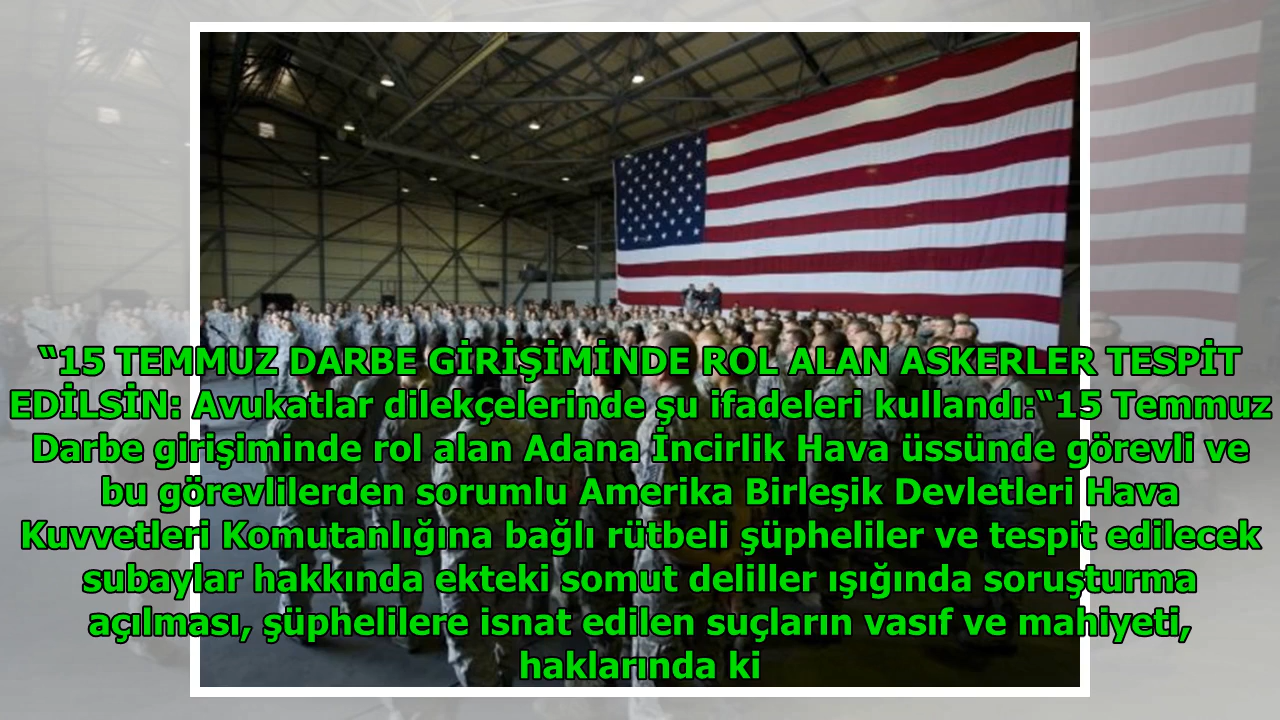 “15 TEMMUZ DARBE GİRİŞİMİNDE ROL ALAN ASKERLER TESPİT
EDİLSİN: Avukatlar dilekçelerinde şu ifadeleri kullandı:“15 Temmuz
Darbe girişiminde rol alan Adana İncirlik Hava üssünde görevli ve
bu görevlilerden sorumlu Amerika Birleşik Devletleri Hava
Kuvvetleri Komutanlığına bağlı rütbeli şüpheliler ve tespit edilecek
subaylar hakkında ekteki somut deliller ışığında soruşturma
açılması, şüphelilere isnat edilen suçların vasıf ve mahiyeti,
haklarında ki